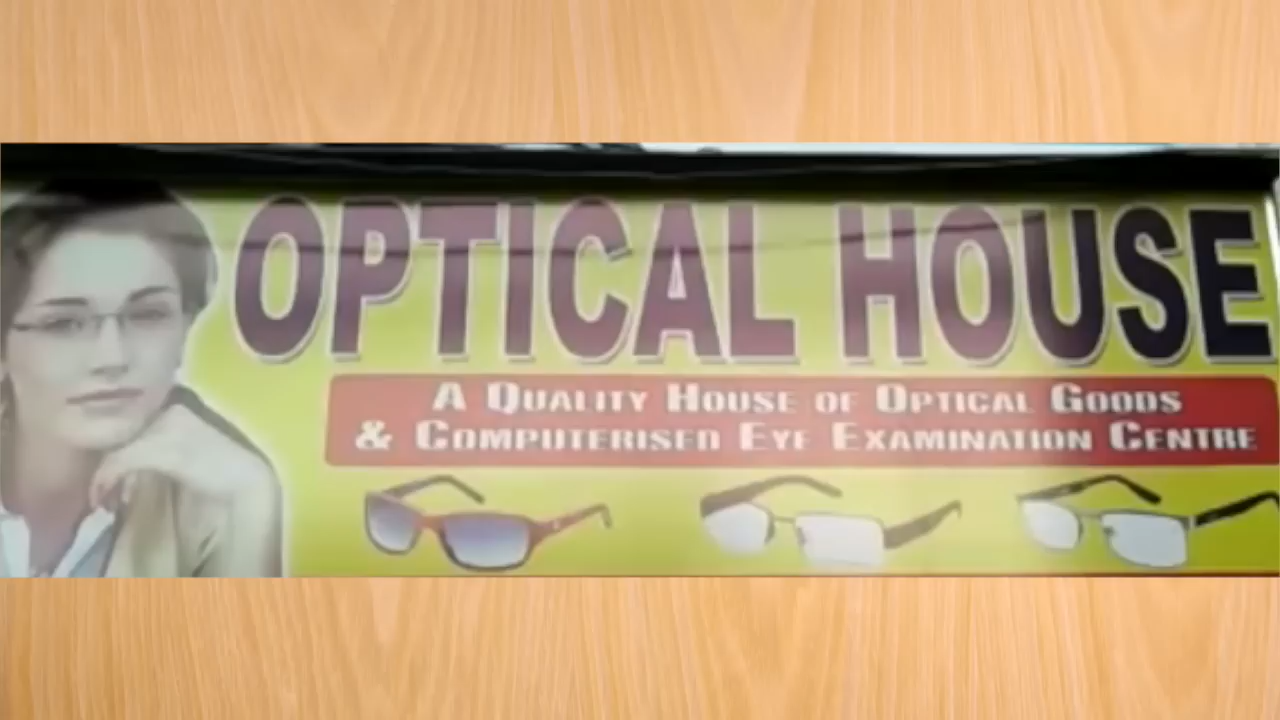 OPTICAL HOUSE
A QUALITY HOUSE OF OPTICAL GOODS
& COMPUTERISED EYE EXAMINATION CENTRE